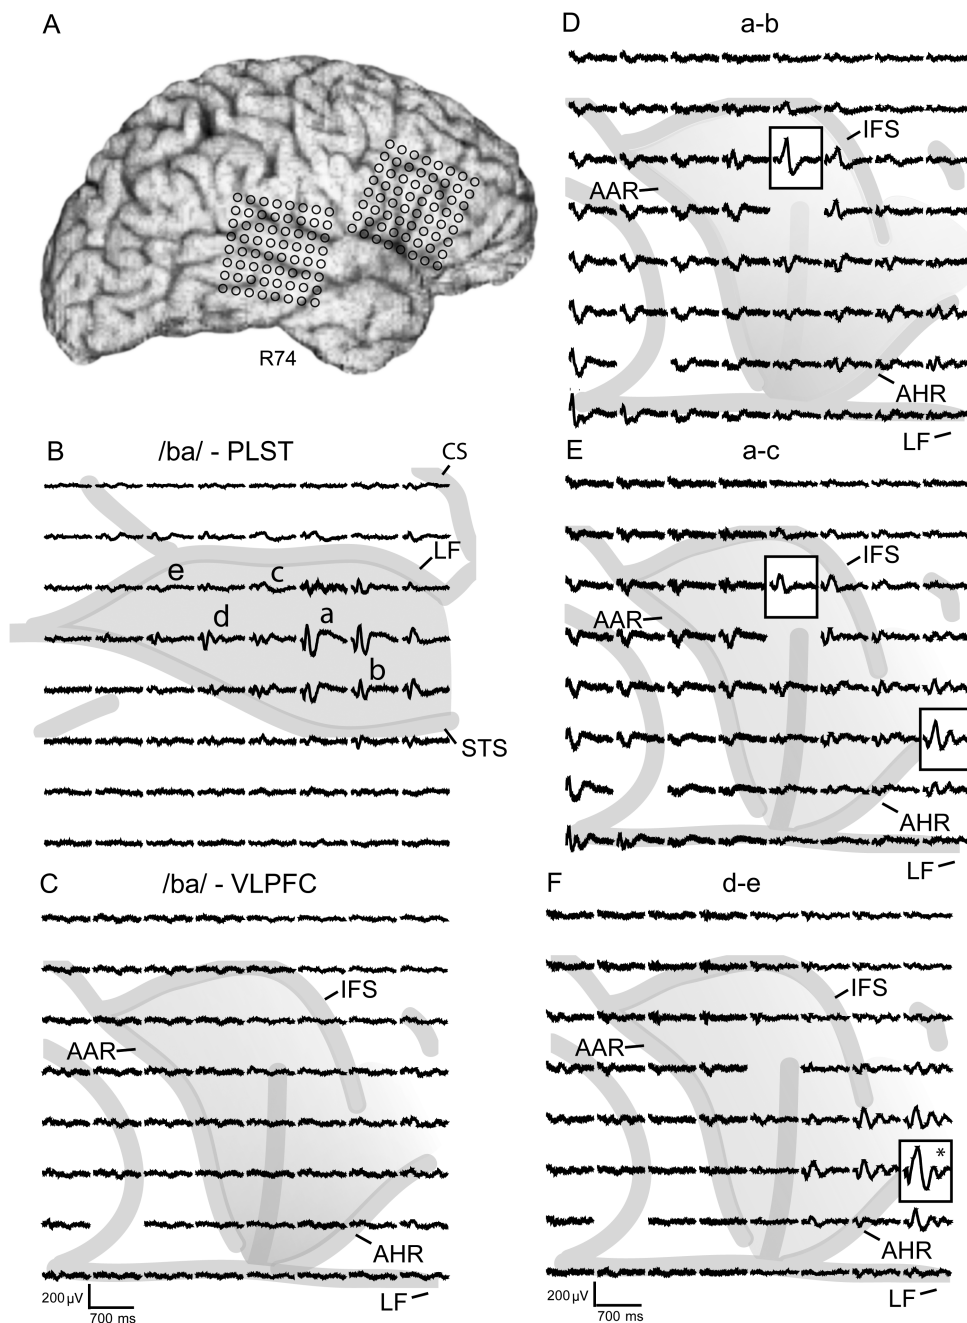 A
R74
B /ba/ - PLST
CS
LF
e c
d a
b
STS
C /ba/ - VLPFC
IFS
AAR
AHR
LF
200 µV
700 ms
D a-b
IFS
AAR
AHR
LF
E a-c
IFS
AAR
AHR
LF
F d-e
IFS
AAR
*
AHR
LF
200 µV
700 ms